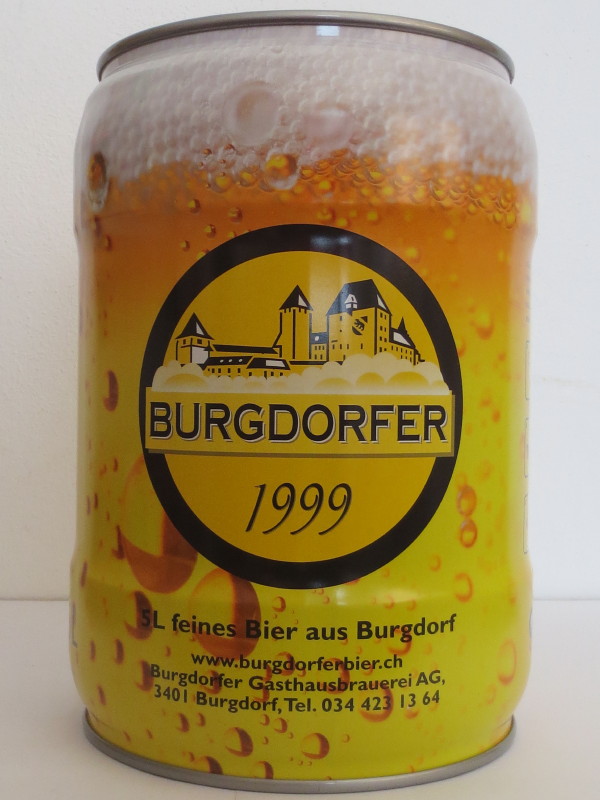 BURGDORFER
1999
5L feines Bier aus Burgdorf
www.burgdorferbier.ch
Burgdorfer Gasthausbrauerei AG,
3401 Burgdorf, Tel. 034 423 13 64